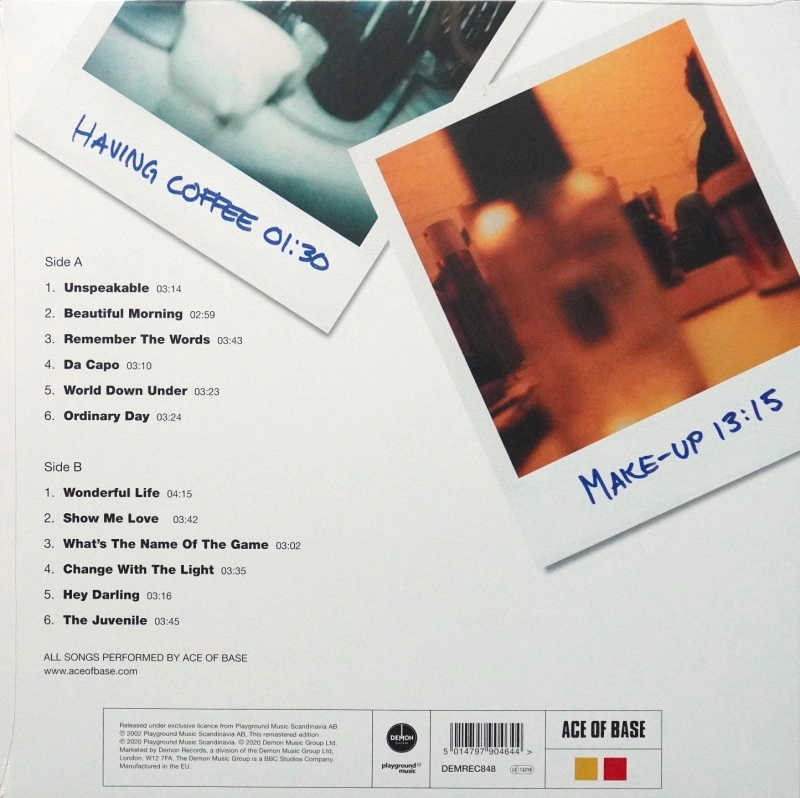 HAVING COFFEE 01:30
MAKE-UP 13:15
Side A
1. Unspeakable 03:14
2. Beautiful Morning 02:59
3. Remember The Words 03:43
4. Da Capo 03:10
5. World Down Under 03:23
6. Ordinary Day 03:24
Side B
1. Wonderful Life 04:15
2. Show Me Love 03:42
3. What's The Name Of The Game 03:02
4. Change With The Light 03:35
5. Hey Darling 03:16
6. The Juvenile 03:45
ALL SONGS PERFORMED BY ACE OF BASE
www.aceofbase.com
Released under exclusive licence from Playground Music Scandinavia AB
℗ 2002 Playground Music Scandinavia AB, This remastered edition
℗ 2020 Playground Music Scandinavia. © 2020 Demon Music Group Ltd.
Marketed by Demon Records, a division of the Demon Music Group Ltd,
London, W12 7FA. The Demon Music Group is a BBC Studios Company.
Manufactured in the EU.
DEMON
RECORDS
playground
music
5 014797 904644 >
DEMREC848
LC 13216
ACE OF BASE